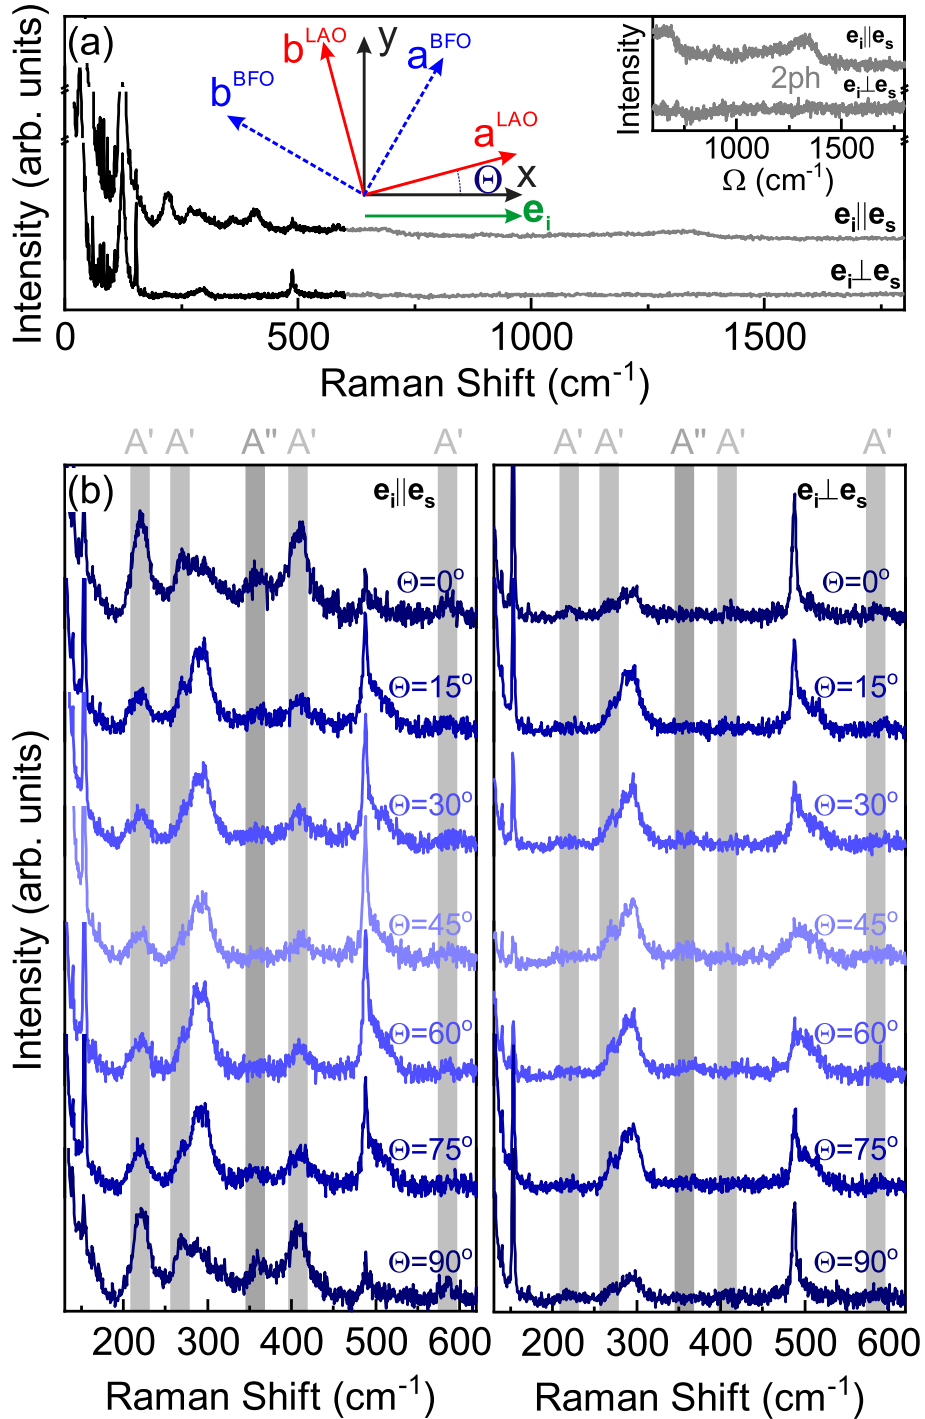 (a)
Intensity (arb. units)
b^LAO
y
a^BFO
b^BFO
a^LAO
Θ
x
e_i
Intensity
e_i||e_s
2ph
e_i⊥e_s
1000 1500
Ω (cm⁻¹)
e_i||e_s
e_i⊥e_s
0 500 1000 1500
Raman Shift (cm⁻¹)
A' A' A'' A' A'
A' A' A'' A' A'
(b)
e_i||e_s
e_i⊥e_s
Intensity (arb. units)
Θ=0°
Θ=15°
Θ=30°
Θ=45°
Θ=60°
Θ=75°
Θ=90°
Θ=0°
Θ=15°
Θ=30°
Θ=45°
Θ=60°
Θ=75°
Θ=90°
200 300 400 500 600
200 300 400 500 600
Raman Shift (cm⁻¹)
Raman Shift (cm⁻¹)